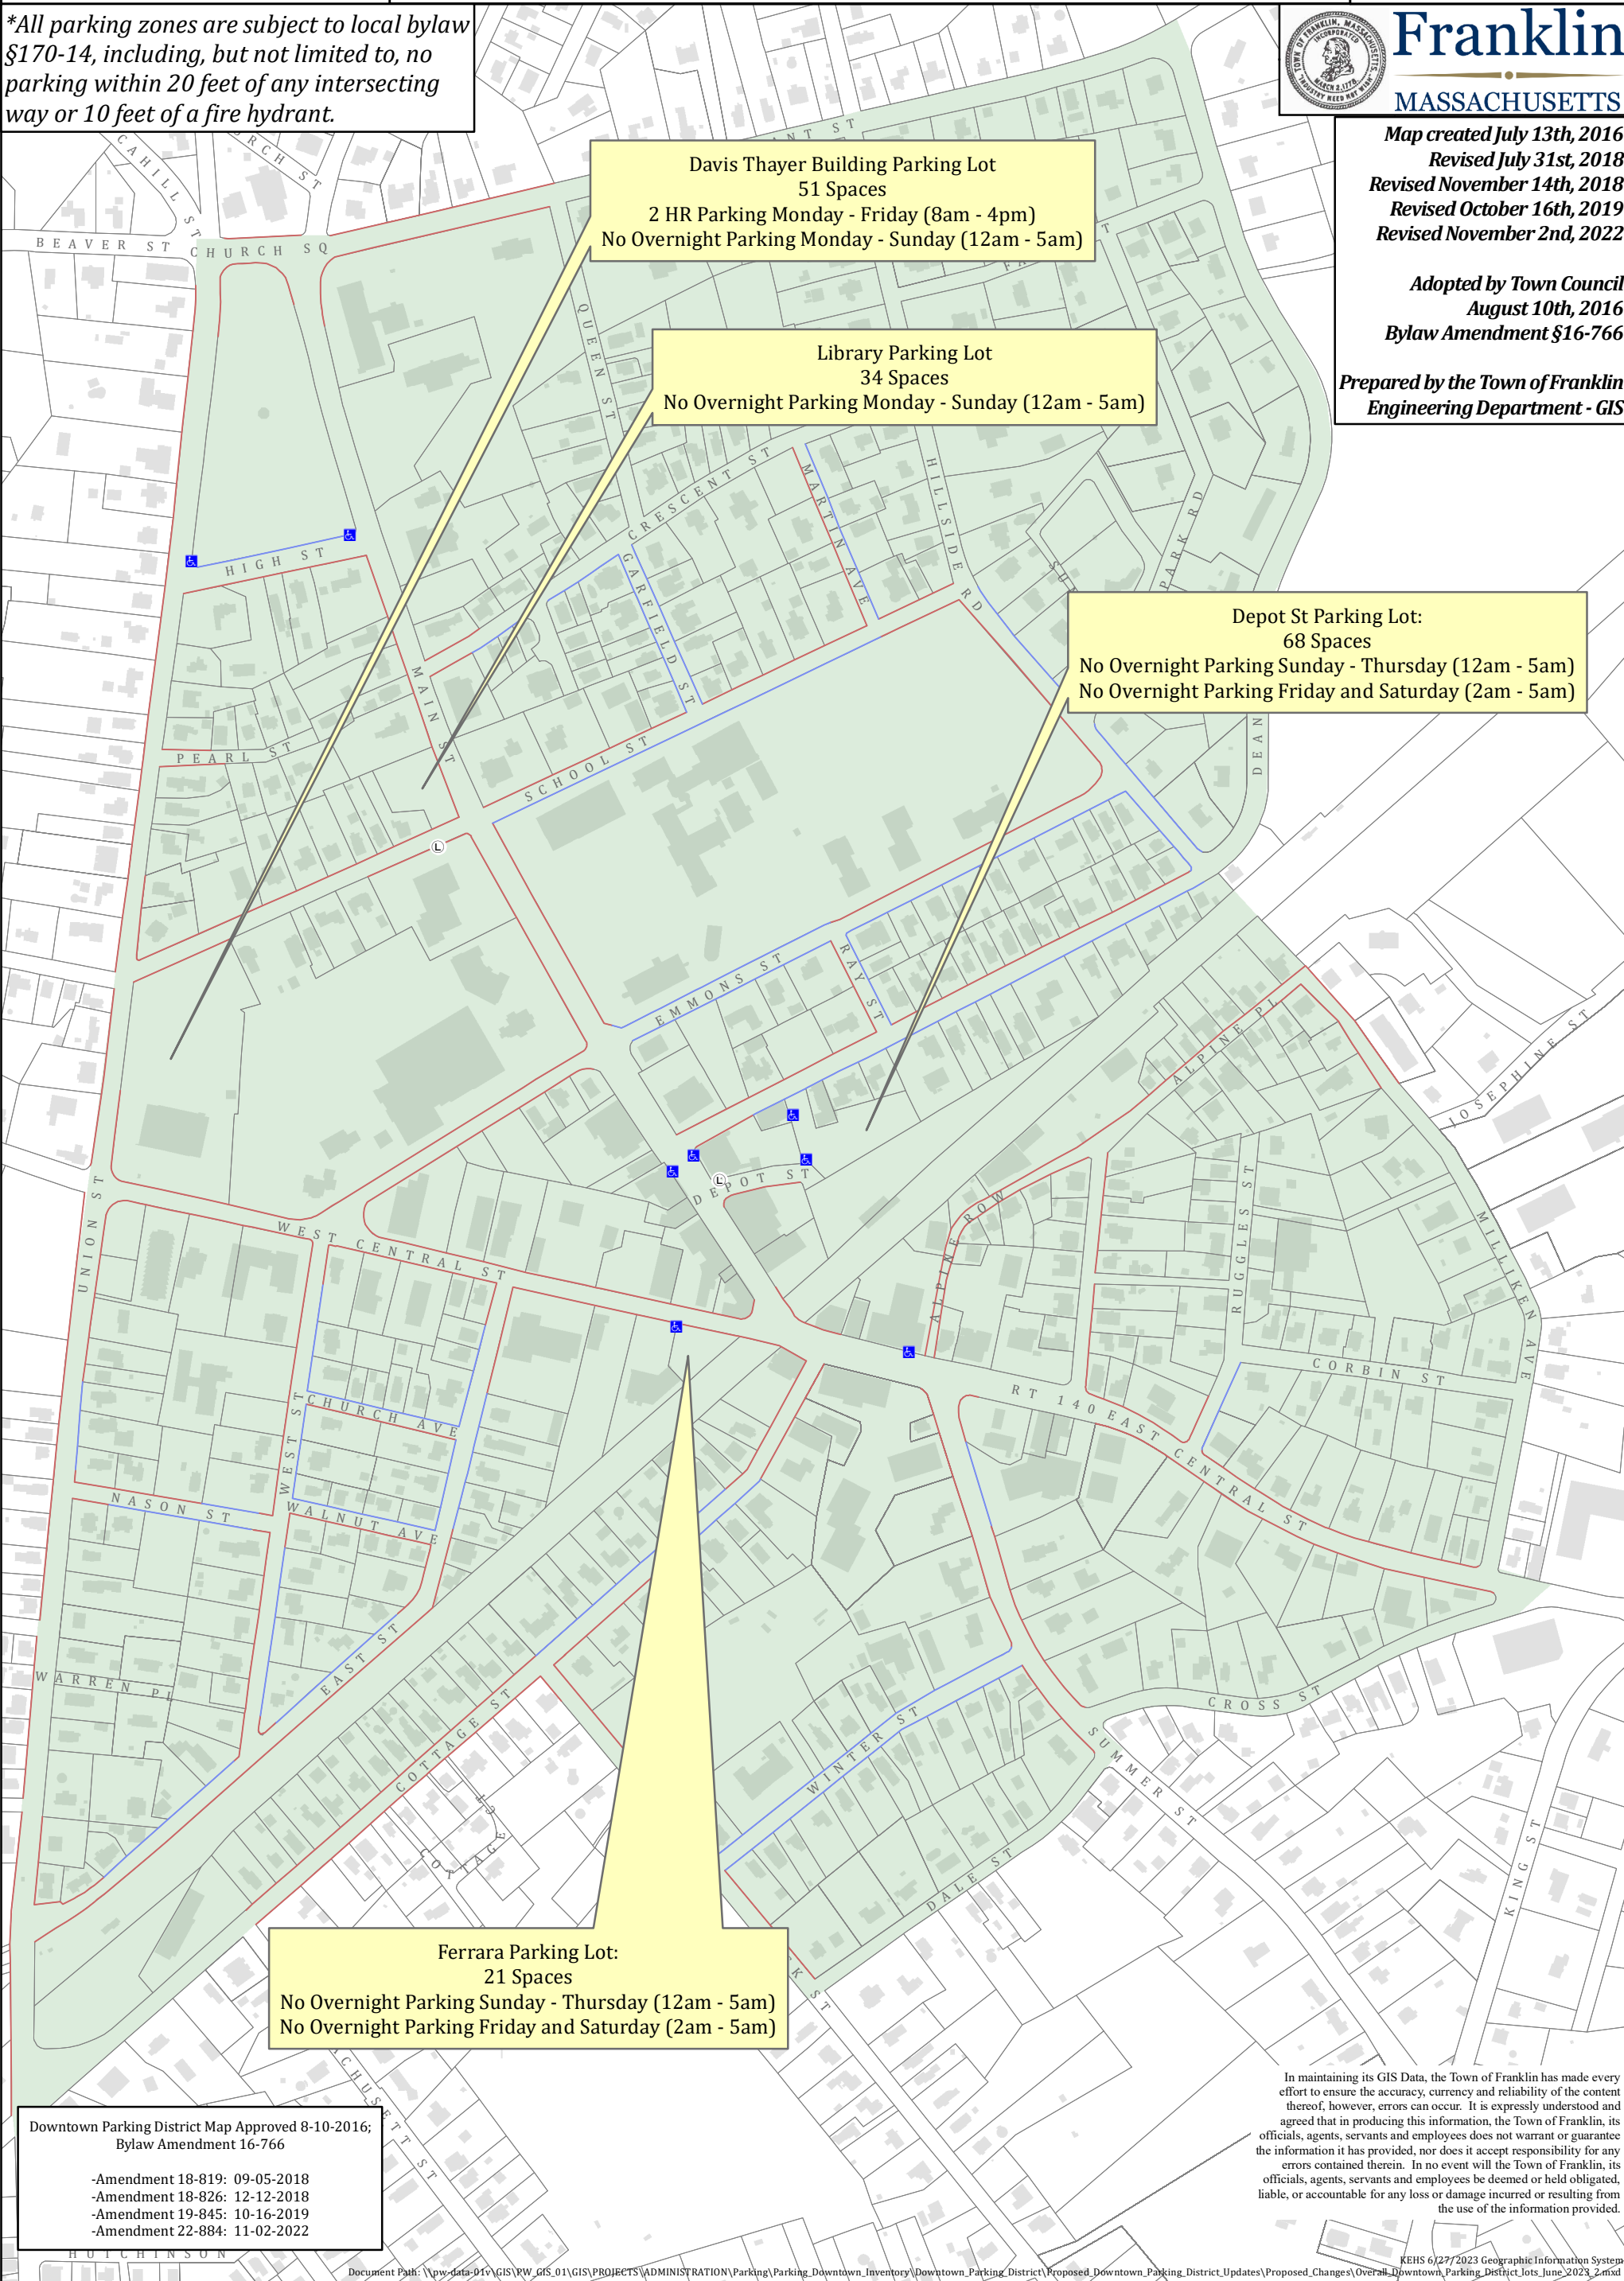 *All parking zones are subject to local bylaw
§170-14, including, but not limited to, no
parking within 20 feet of any intersecting
way or 10 feet of a fire hydrant.
Franklin
MASSACHUSETTS
Map created July 13th, 2016
Revised July 31st, 2018
Revised November 14th, 2018
Revised October 16th, 2019
Revised November 2nd, 2022
Adopted by Town Council
August 10th, 2016
Bylaw Amendment §16-766
Prepared by the Town of Franklin
Engineering Department - GIS
Davis Thayer Building Parking Lot
51 Spaces
2 HR Parking Monday - Friday (8am - 4pm)
No Overnight Parking Monday - Sunday (12am - 5am)
Library Parking Lot
34 Spaces
No Overnight Parking Monday - Sunday (12am - 5am)
Depot St Parking Lot:
68 Spaces
No Overnight Parking Sunday - Thursday (12am - 5am)
No Overnight Parking Friday and Saturday (2am - 5am)
CAHILL ST
BEAVER ST
CHURCH SQ
QUEEN ST
CRESCENT ST
MARTIN AVE
HILLSIDE RD
PARK RD
HIGH ST
GARFIELD ST
MAIN ST
PEARL ST
SCHOOL ST
DEAN
L
EMMONS ST
RAY ST
ALPINE PL
JOSEPHINE ST
DEPOT ST
L
UNION ST
WEST CENTRAL ST
ALPINE ROW
RUGGLES ST
MILLIKEN AVE
CORBIN ST
RT 140 EAST CENTRAL ST
CHURCH AVE
WEST ST
NASON ST
WALNUT AVE
EAST ST
WARREN PL
COTTAGE ST
COTTAGE CT
WINTER ST
CROSS ST
SUMMER ST
DALE ST
KING ST
Ferrara Parking Lot:
21 Spaces
No Overnight Parking Sunday - Thursday (12am - 5am)
No Overnight Parking Friday and Saturday (2am - 5am)
Downtown Parking District Map Approved 8-10-2016;
Bylaw Amendment 16-766
-Amendment 18-819: 09-05-2018
-Amendment 18-826: 12-12-2018
-Amendment 19-845: 10-16-2019
-Amendment 22-884: 11-02-2022
HUTCHINSON
In maintaining its GIS Data, the Town of Franklin has made every
effort to ensure the accuracy, currency and reliability of the content
thereof, however, errors can occur. It is expressly understood and
agreed that in producing this information, the Town of Franklin, its
officials, agents, servants and employees does not warrant or guarantee
the information it has provided, nor does it accept responsibility for any
errors contained therein. In no event will the Town of Franklin, its
officials, agents, servants and employees be deemed or held obligated,
liable, or accountable for any loss or damage incurred or resulting from
the use of the information provided.
KEHS 6/27/2023 Geographic Information System
Document Path: \\pw-data-01v\GIS\PW_GIS_01\GIS\PROJECTS\ADMINISTRATION\Parking\Parking_Downtown_Inventory\Downtown_Parking_District\Proposed_Downtown_Parking_District_Updates\Proposed_Changes\Overall_Downtown_Parking_District_lots_June_2023_2.mxd